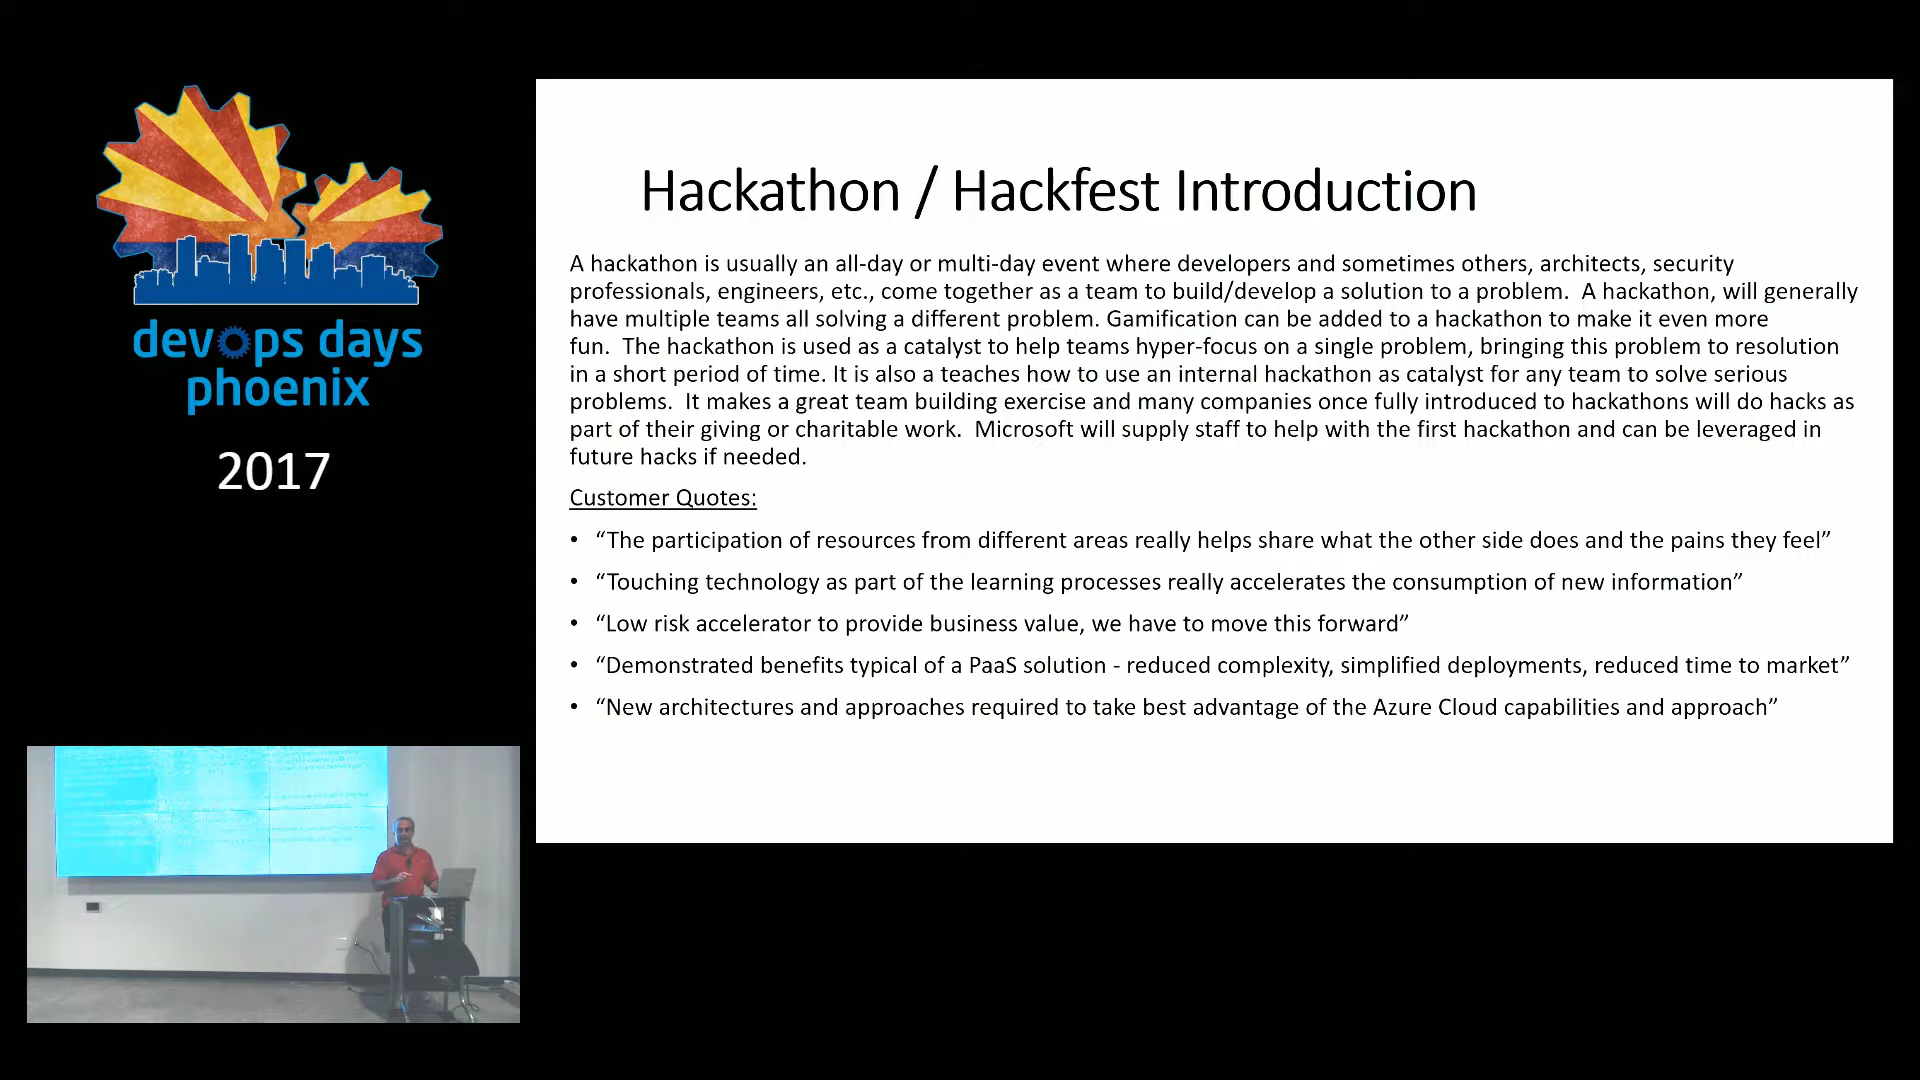 devops days
phoenix
2017
Hackathon / Hackfest Introduction
A hackathon is usually an all-day or multi-day event where developers and sometimes others, architects, security
professionals, engineers, etc., come together as a team to build/develop a solution to a problem.  A hackathon, will generally
have multiple teams all solving a different problem. Gamification can be added to a hackathon to make it even more
fun.  The hackathon is used as a catalyst to help teams hyper-focus on a single problem, bringing this problem to resolution
in a short period of time. It is also a teaches how to use an internal hackathon as catalyst for any team to solve serious
problems.  It makes a great team building exercise and many companies once fully introduced to hackathons will do hacks as
part of their giving or charitable work.  Microsoft will supply staff to help with the first hackathon and can be leveraged in
future hacks if needed.
Customer Quotes:
• “The participation of resources from different areas really helps share what the other side does and the pains they feel”
• “Touching technology as part of the learning processes really accelerates the consumption of new information”
• “Low risk accelerator to provide business value, we have to move this forward”
• “Demonstrated benefits typical of a PaaS solution - reduced complexity, simplified deployments, reduced time to market”
• “New architectures and approaches required to take best advantage of the Azure Cloud capabilities and approach”